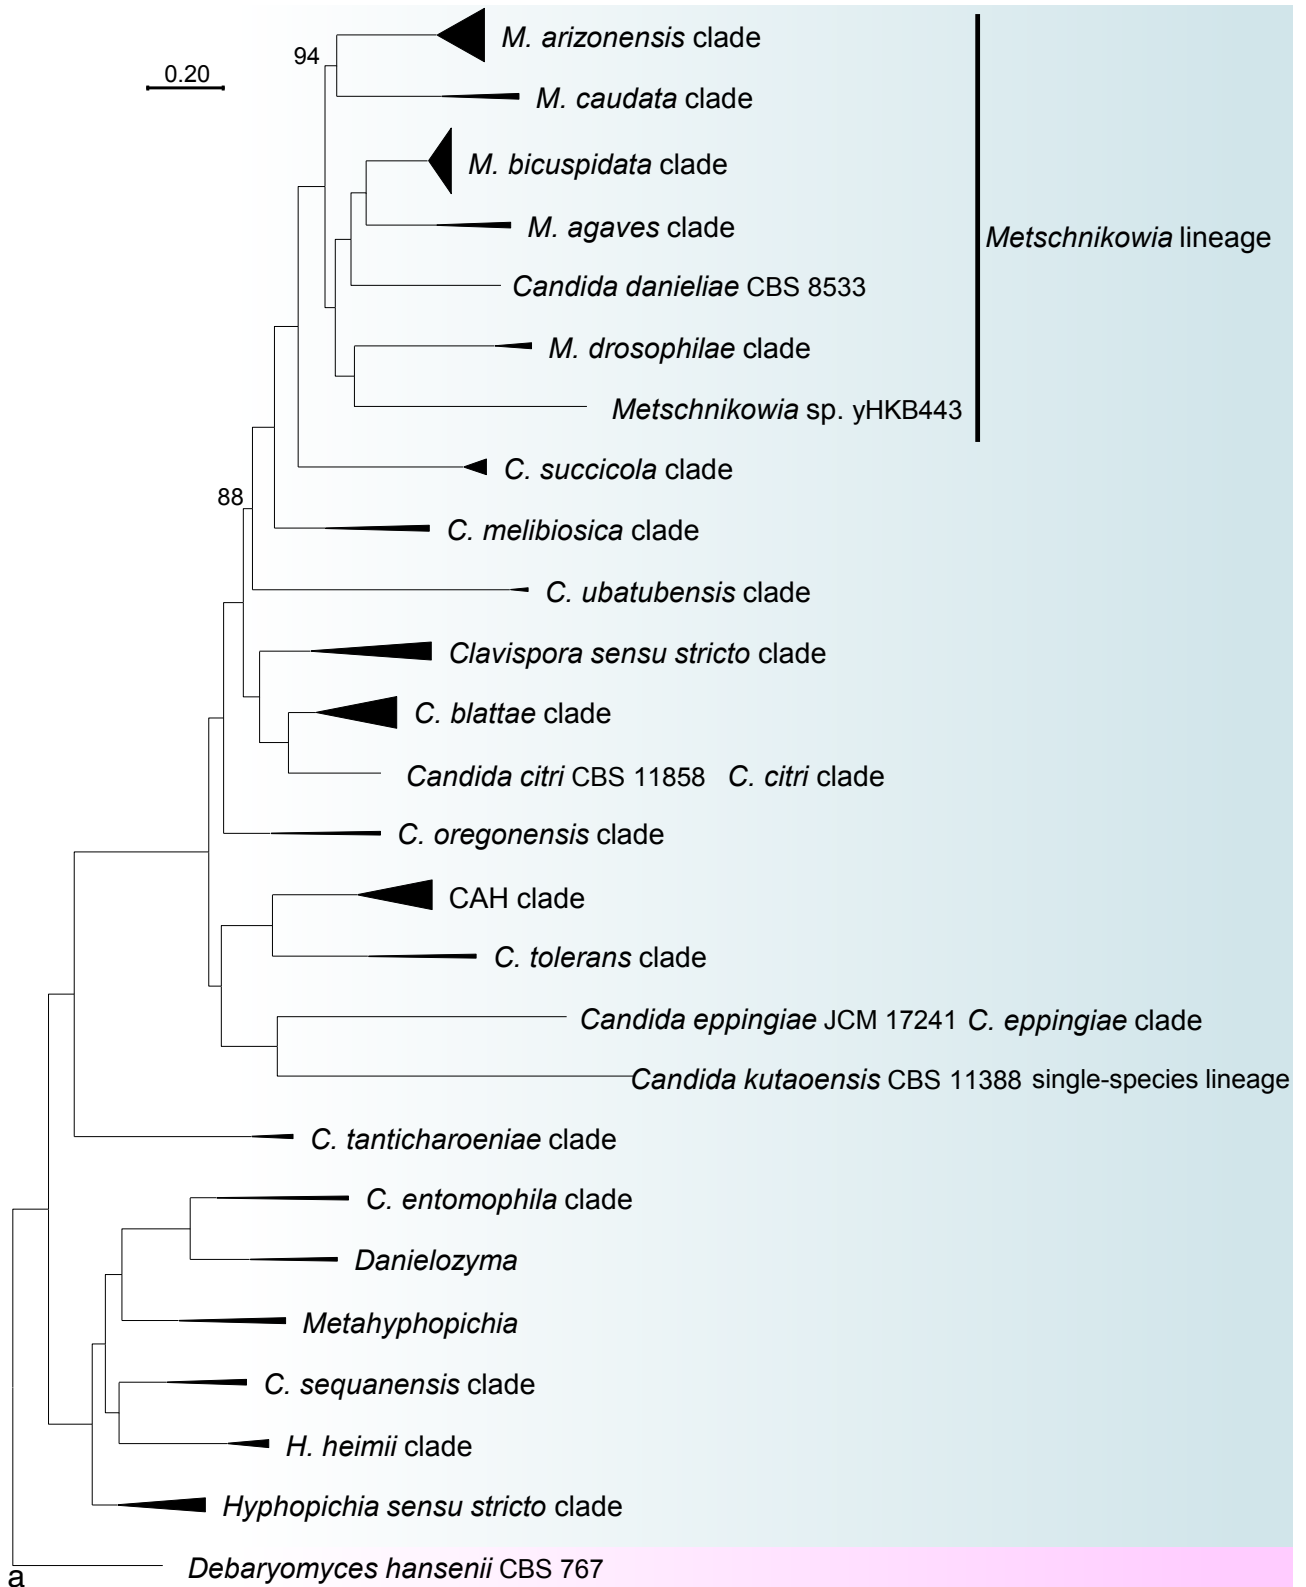 M. arizonensis clade
94
0.20
M. caudata clade
M. bicuspidata clade
M. agaves clade
Metschnikowia lineage
Candida danieliae CBS 8533
M. drosophilae clade
Metschnikowia sp. yHKB443
C. succicola clade
88
C. melibiosica clade
C. ubatubensis clade
Clavispora sensu stricto clade
C. blattae clade
Candida citri CBS 11858 C. citri clade
C. oregonensis clade
CAH clade
C. tolerans clade
Candida eppingiae JCM 17241 C. eppingiae clade
Candida kutaoensis CBS 11388 single-species lineage
C. tanticharoeniae clade
C. entomophila clade
Danielozyma
Metahyphopichia
C. sequanensis clade
H. heimii clade
Hyphopichia sensu stricto clade
Debaryomyces hansenii CBS 767
a